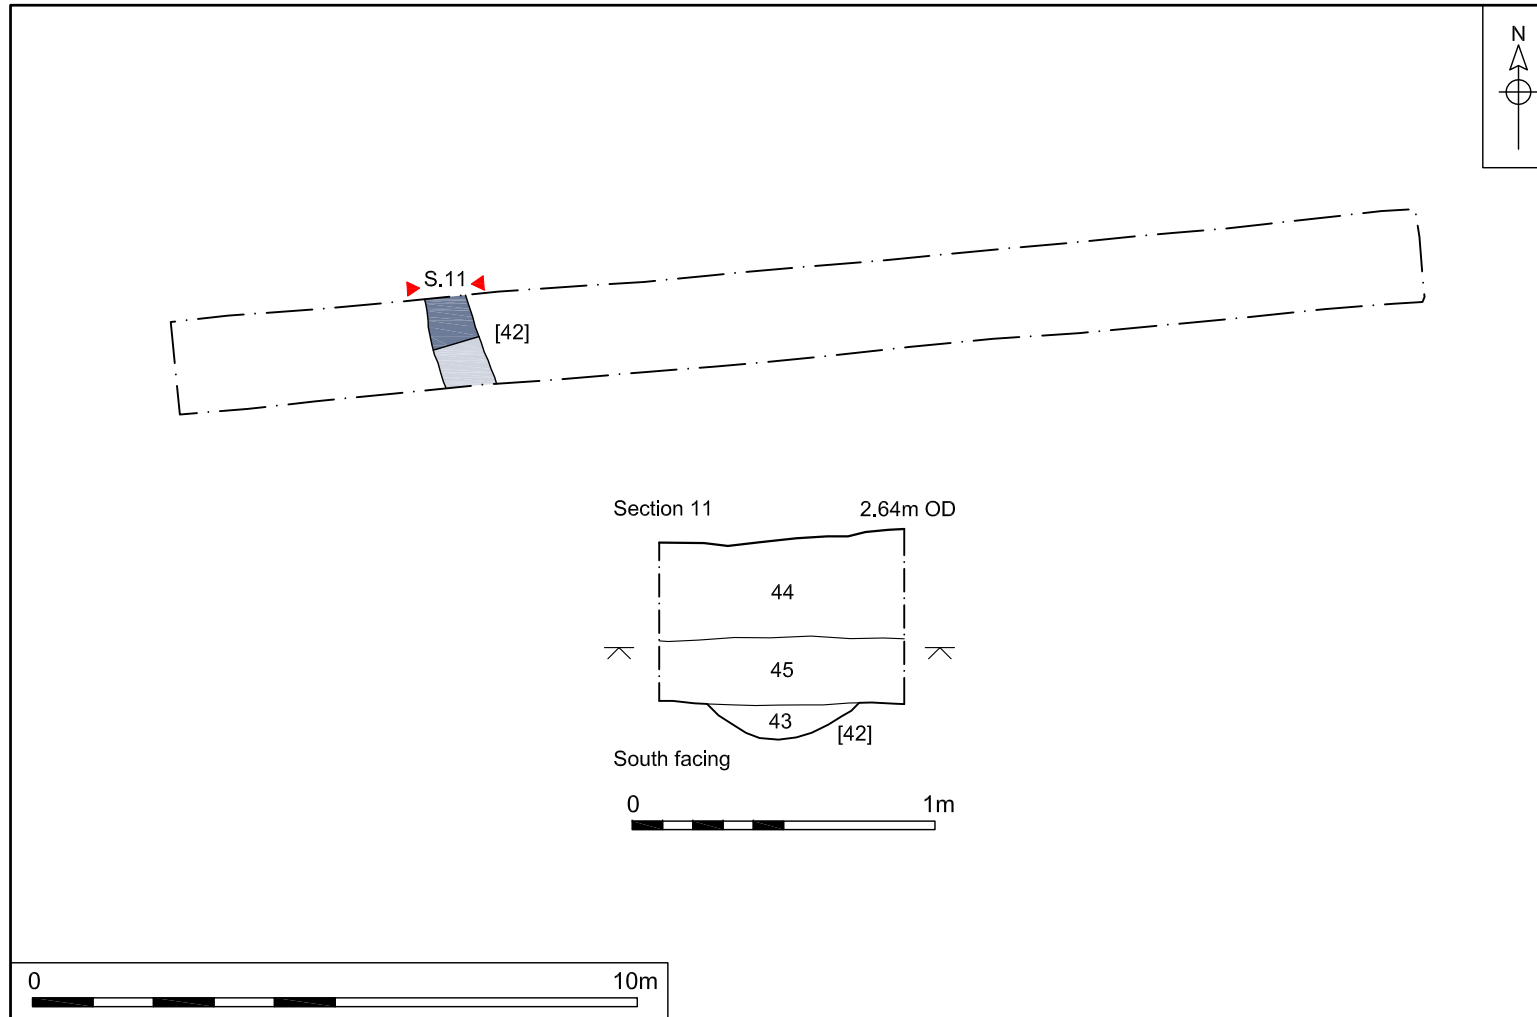 N
S.11
[42]
Section 11 2.64m OD
44
45
43
[42]
South facing
0 1m
0 10m